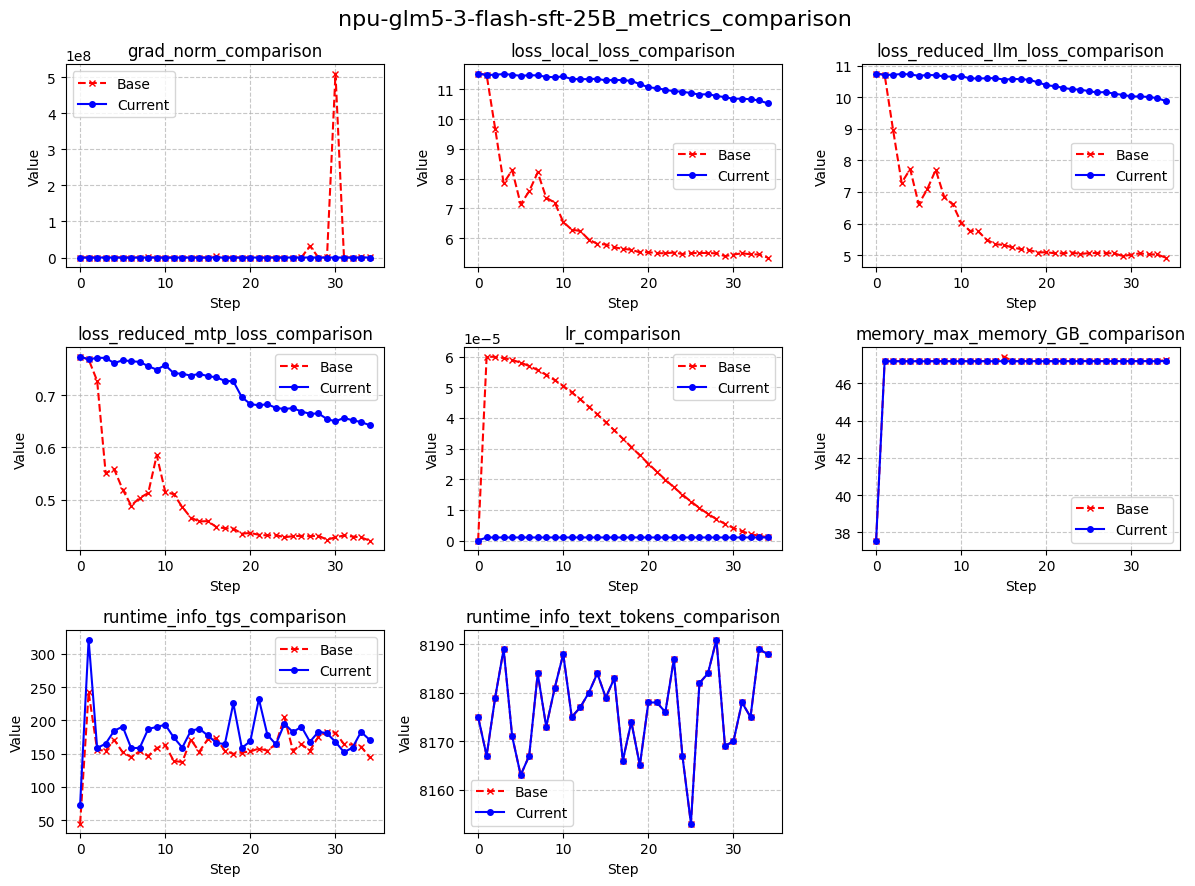 npu-glm5-3-flash-sft-25B_metrics_comparison
grad_norm_comparison
1e8
5
4
3
2
1
0
Value
0 10 20 30
Step
Base
Current
loss_local_loss_comparison
11
10
9
8
7
6
Value
0 10 20 30
Step
Base
Current
loss_reduced_llm_loss_comparison
11
10
9
8
7
6
5
Value
0 10 20 30
Step
Base
Current
loss_reduced_mtp_loss_comparison
0.7
0.6
0.5
Value
0 10 20 30
Step
Base
Current
lr_comparison
1e−5
6
5
4
3
2
1
0
Value
0 10 20 30
Step
Base
Current
memory_max_memory_GB_comparison
46
44
42
40
38
Value
0 10 20 30
Step
Base
Current
runtime_info_tgs_comparison
300
250
200
150
100
50
Value
0 10 20 30
Step
Base
Current
runtime_info_text_tokens_comparison
8190
8180
8170
8160
Value
0 10 20 30
Step
Base
Current